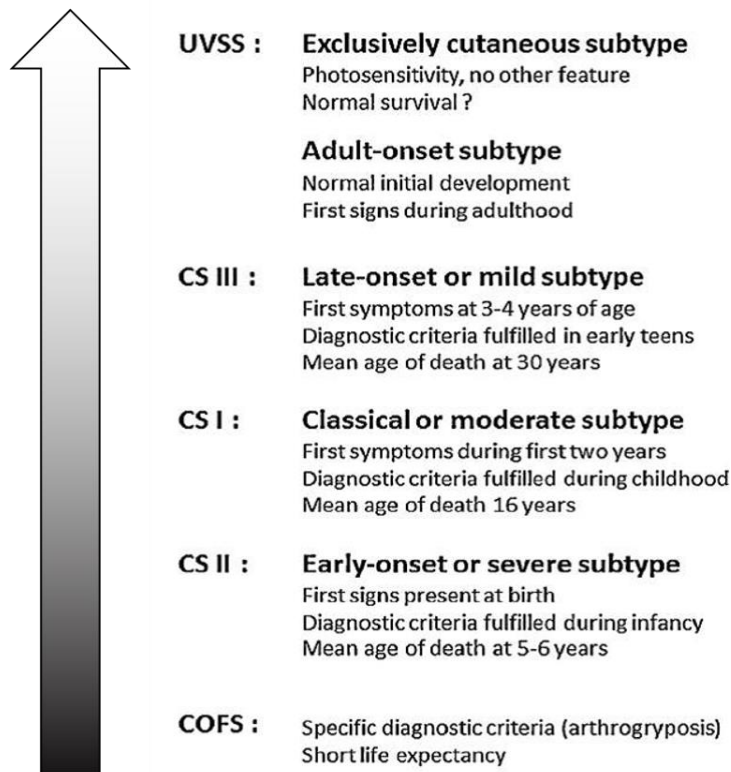 UVSS : Exclusively cutaneous subtype
Photosensitivity, no other feature
Normal survival ?
Adult-onset subtype
Normal initial development
First signs during adulthood
CS III : Late-onset or mild subtype
First symptoms at 3-4 years of age
Diagnostic criteria fulfilled in early teens
Mean age of death at 30 years
CS I : Classical or moderate subtype
First symptoms during first two years
Diagnostic criteria fulfilled during childhood
Mean age of death 16 years
CS II : Early-onset or severe subtype
First signs present at birth
Diagnostic criteria fulfilled during infancy
Mean age of death at 5-6 years
COFS : Specific diagnostic criteria (arthrogryposis)
Short life expectancy